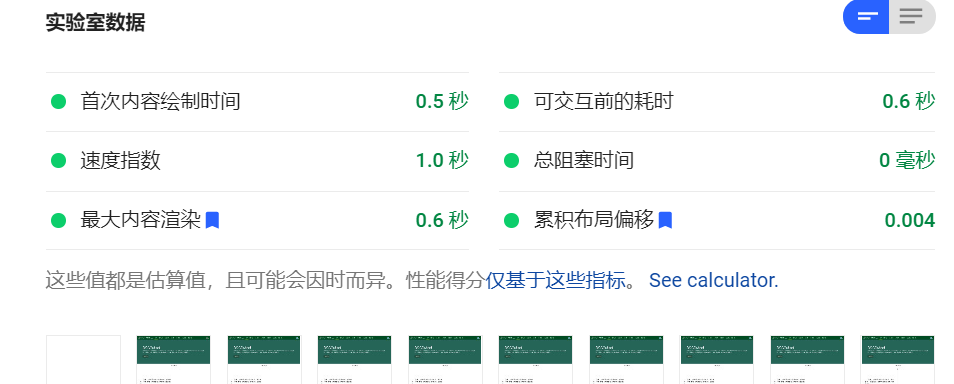 实验室数据
首次内容绘制时间 0.5 秒 可交互前的耗时 0.6 秒
速度指数 1.0 秒 总阻塞时间 0 毫秒
最大内容渲染 0.6 秒 累积布局偏移 0.004
这些值都是估算值，且可能会因时而异。性能得分仅基于这些指标。 See calculator.